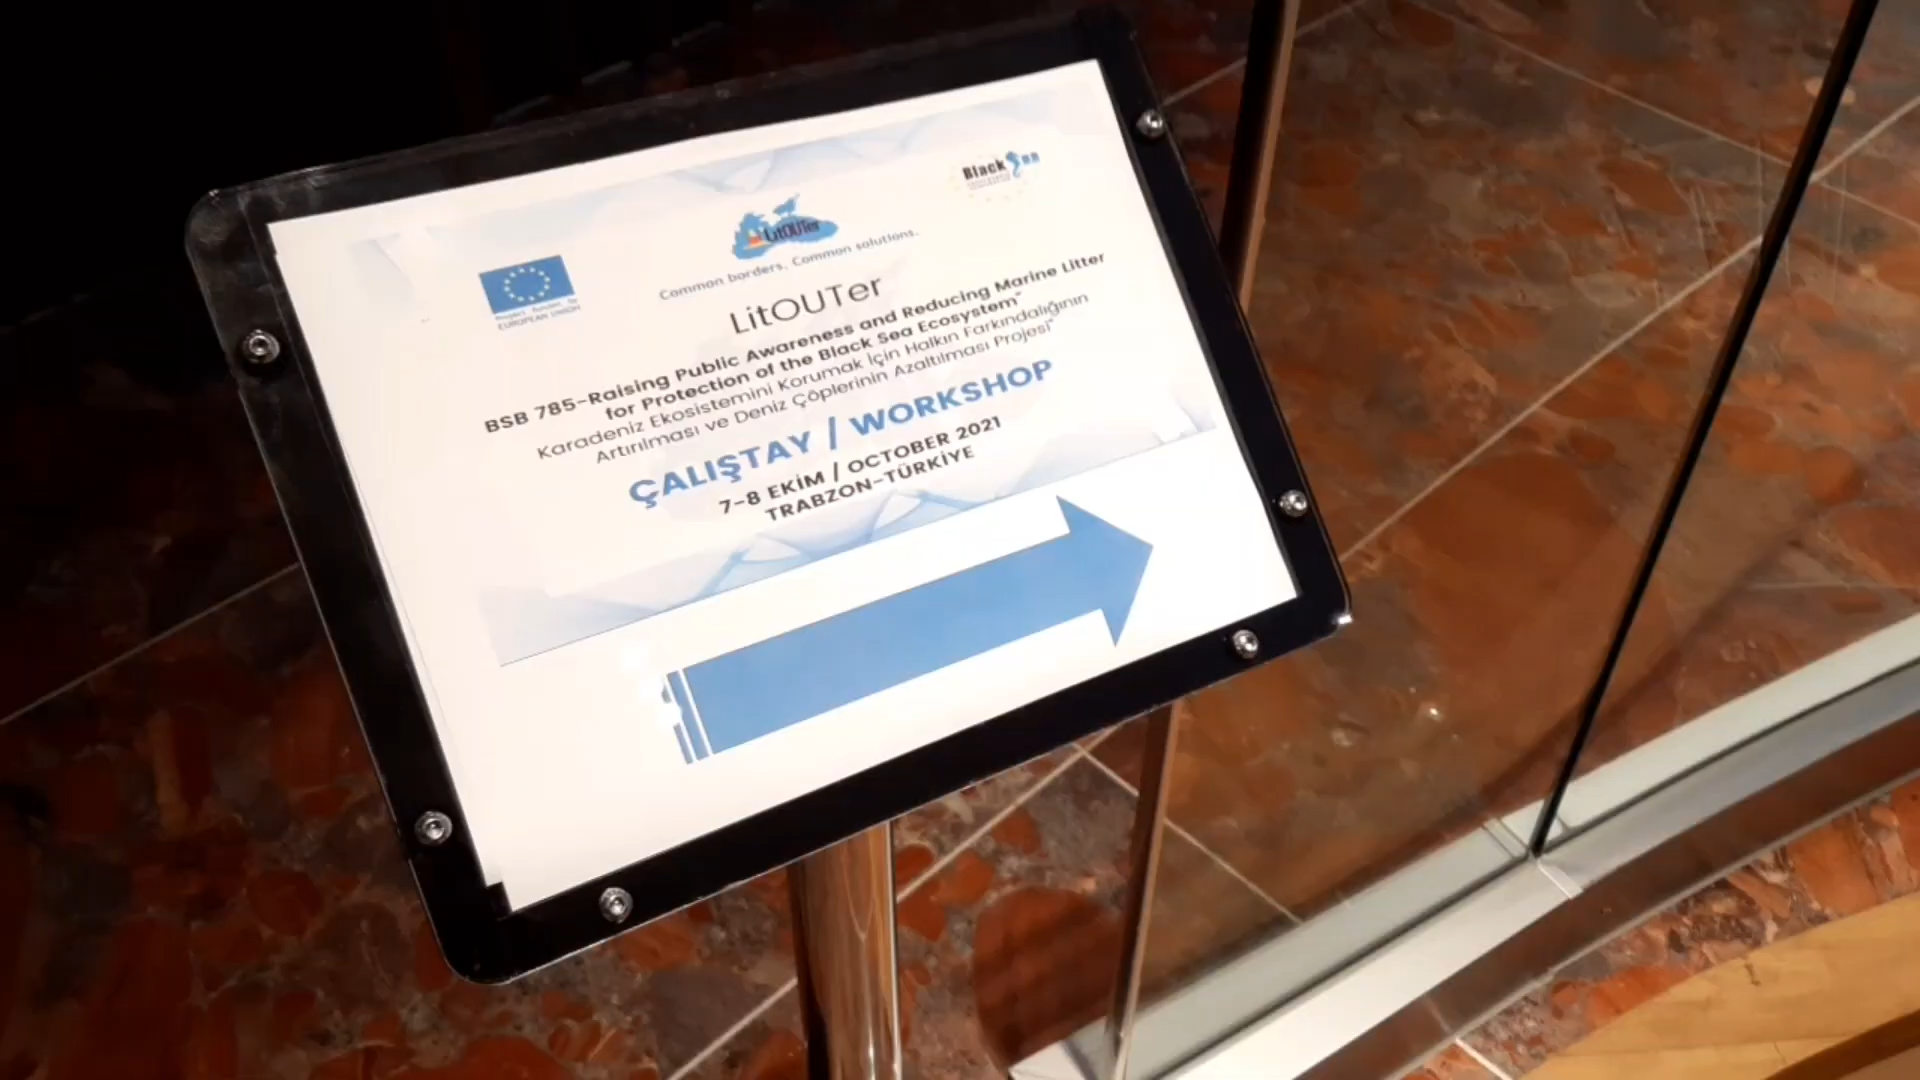 Black Sea
LitOUTer
Common borders. Common solutions.
Project funded by
EUROPEAN UNION
LitOUTer
BSB 785-Raising Public Awareness and Reducing Marine Litter
for Protection of the Black Sea Ecosystem"
Karadeniz Ekosistemini Korumak İçin Halkın Farkındalığının
Artırılması ve Deniz Çöplerinin Azaltılması Projesi"
ÇALIŞTAY / WORKSHOP
7-8 EKİM / OCTOBER 2021
TRABZON-TÜRKİYE